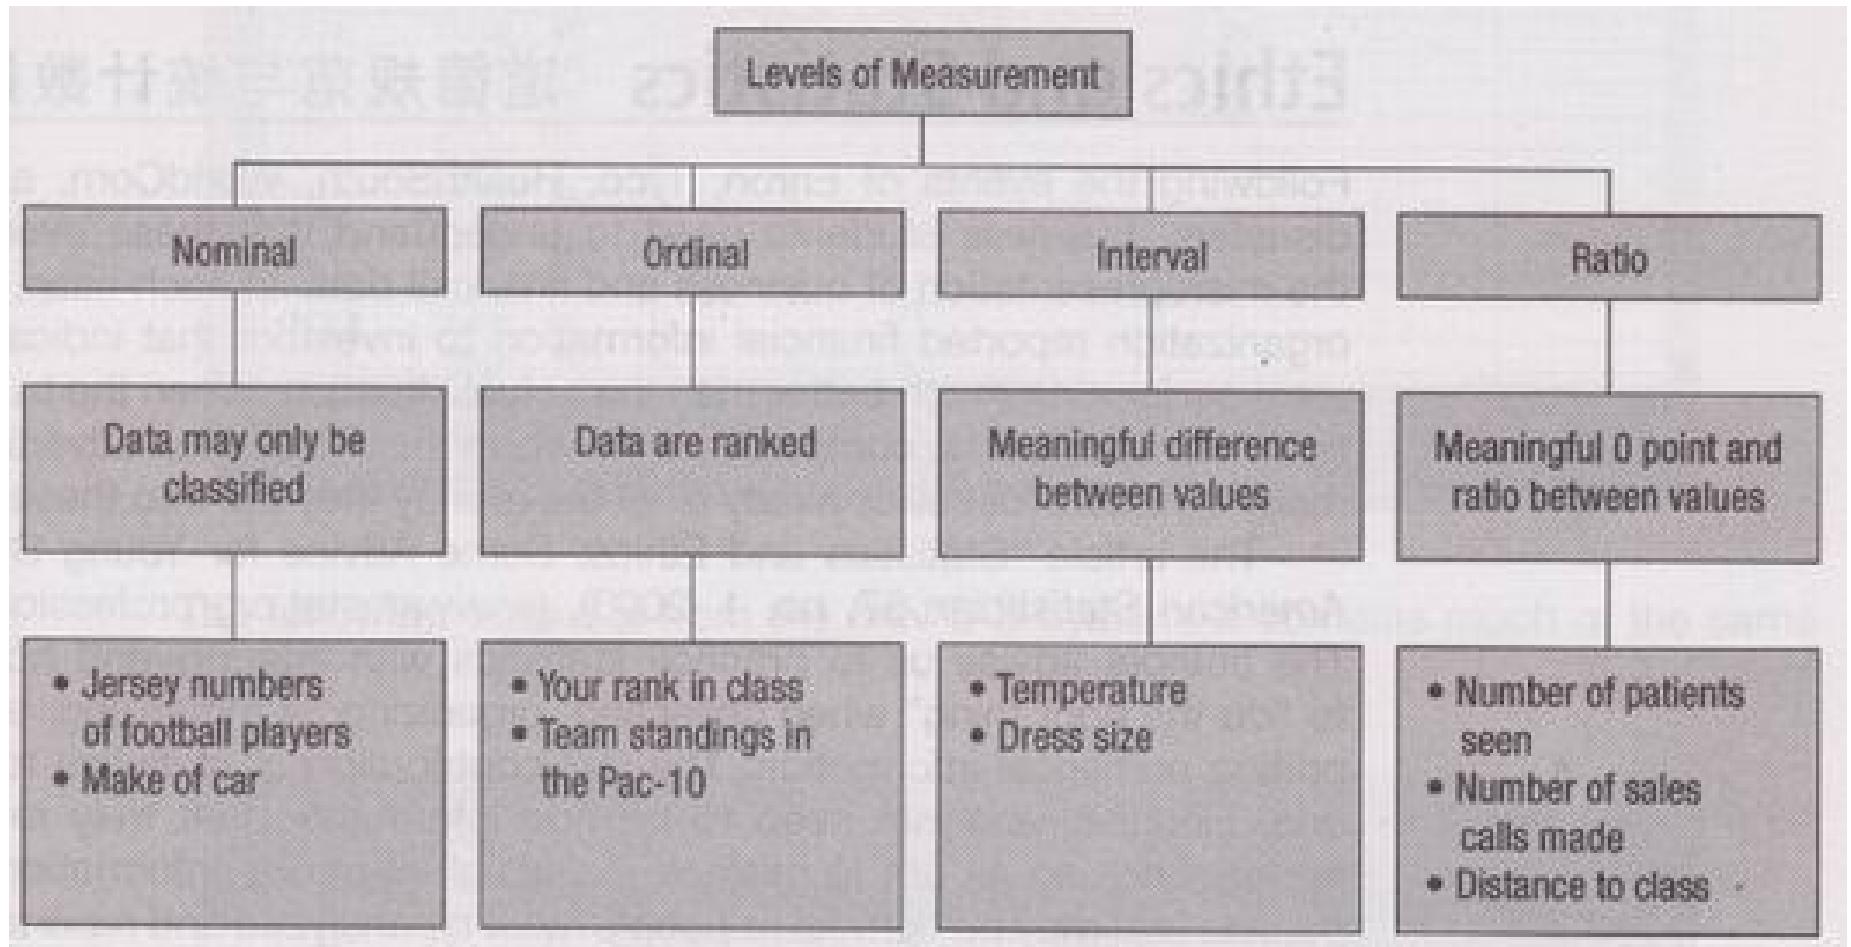 Levels of Measurement
Nominal
Ordinal
Interval
Ratio
Data may only be
classified
Data are ranked
Meaningful difference
between values
Meaningful 0 point and
ratio between values
• Jersey numbers
of football players
• Make of car
• Your rank in class
• Team standings in
the Pac-10
• Temperature
• Dress size
• Number of patients
seen
• Number of sales
calls made
• Distance to class